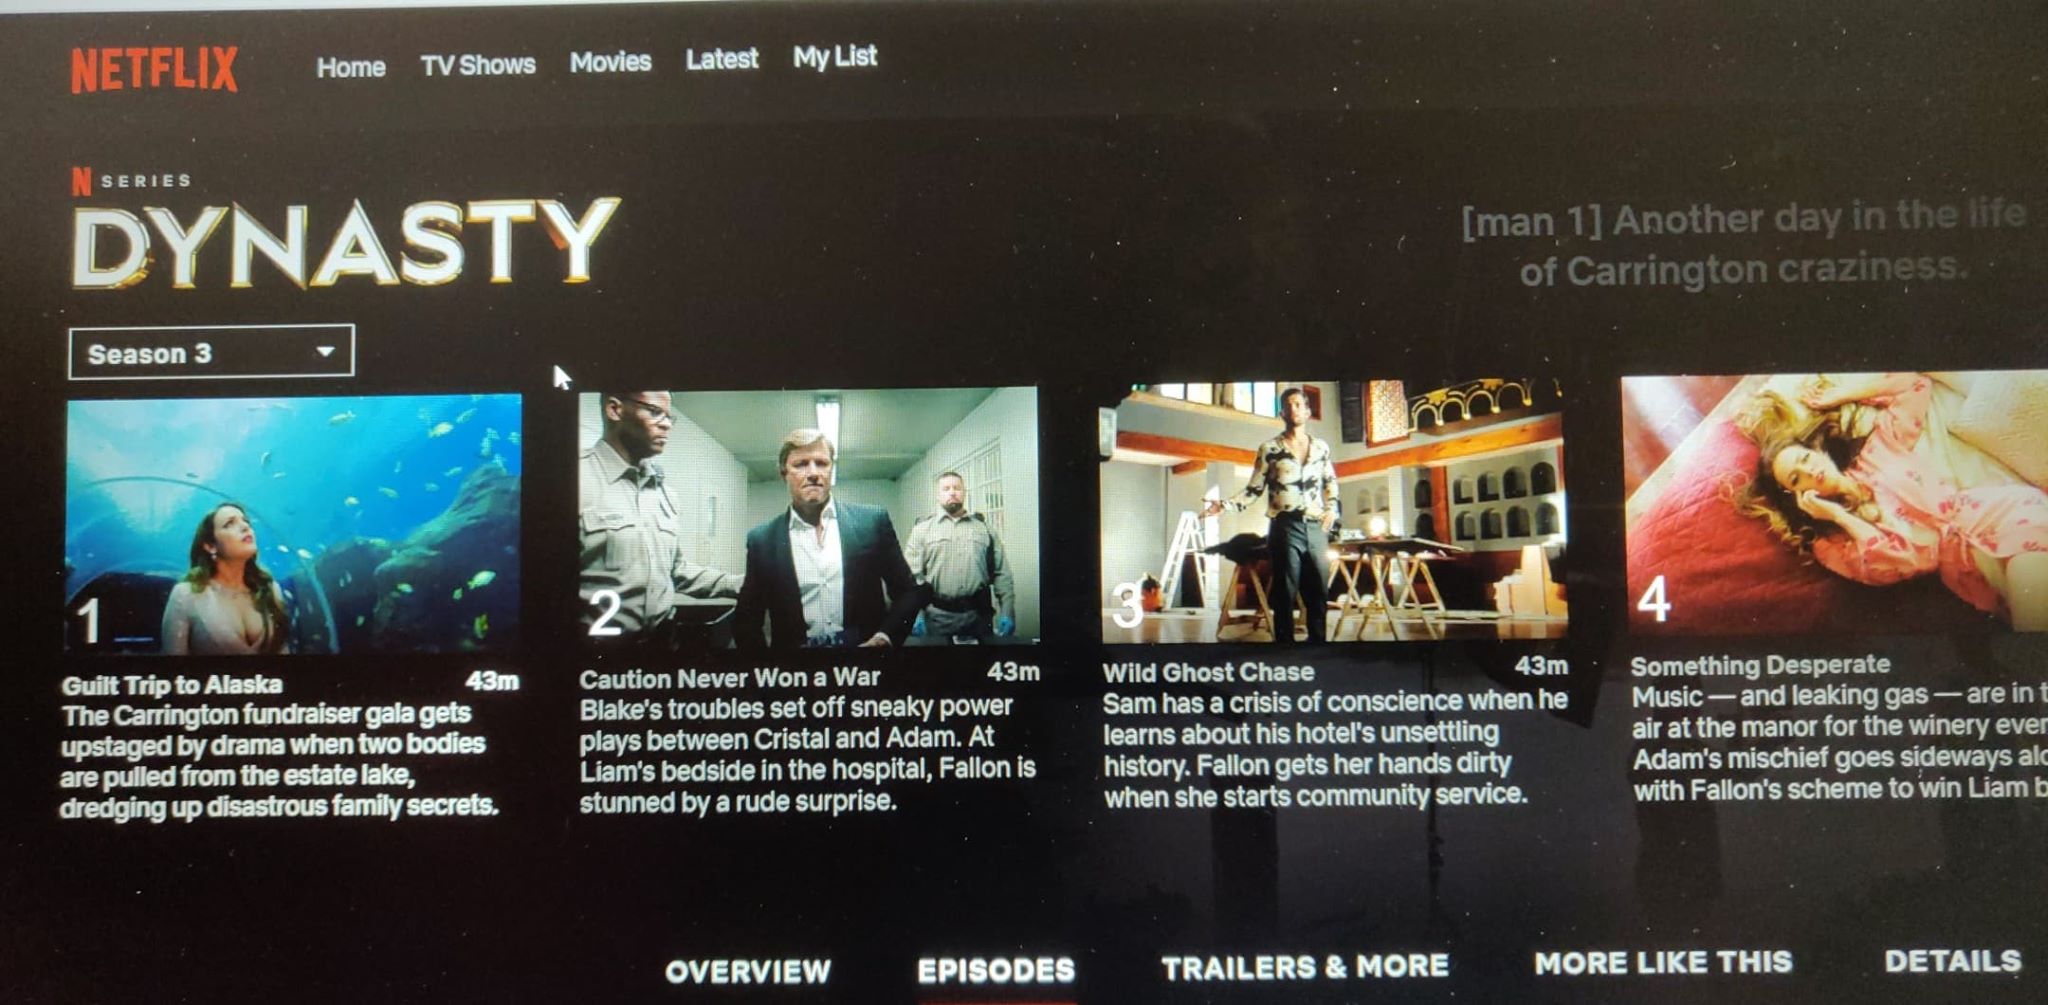 NETFLIX
Home TV Shows Movies Latest My List
N SERIES
DYNASTY
[man 1] Another day in the life
of Carrington craziness.
Season 3
1
Guilt Trip to Alaska 43m
The Carrington fundraiser gala gets
upstaged by drama when two bodies
are pulled from the estate lake,
dredging up disastrous family secrets.
2
Caution Never Won a War 43m
Blake's troubles set off sneaky power
plays between Cristal and Adam. At
Liam's bedside in the hospital, Fallon is
stunned by a rude surprise.
3
Wild Ghost Chase 43m
Sam has a crisis of conscience when he
learns about his hotel's unsettling
history. Fallon gets her hands dirty
when she starts community service.
4
Something Desperate
Music — and leaking gas — are in
air at the manor for the winery
Adam's mischief goes sideways
with Fallon's scheme to win Liam
OVERVIEW EPISODES TRAILERS & MORE MORE LIKE THIS DETAILS